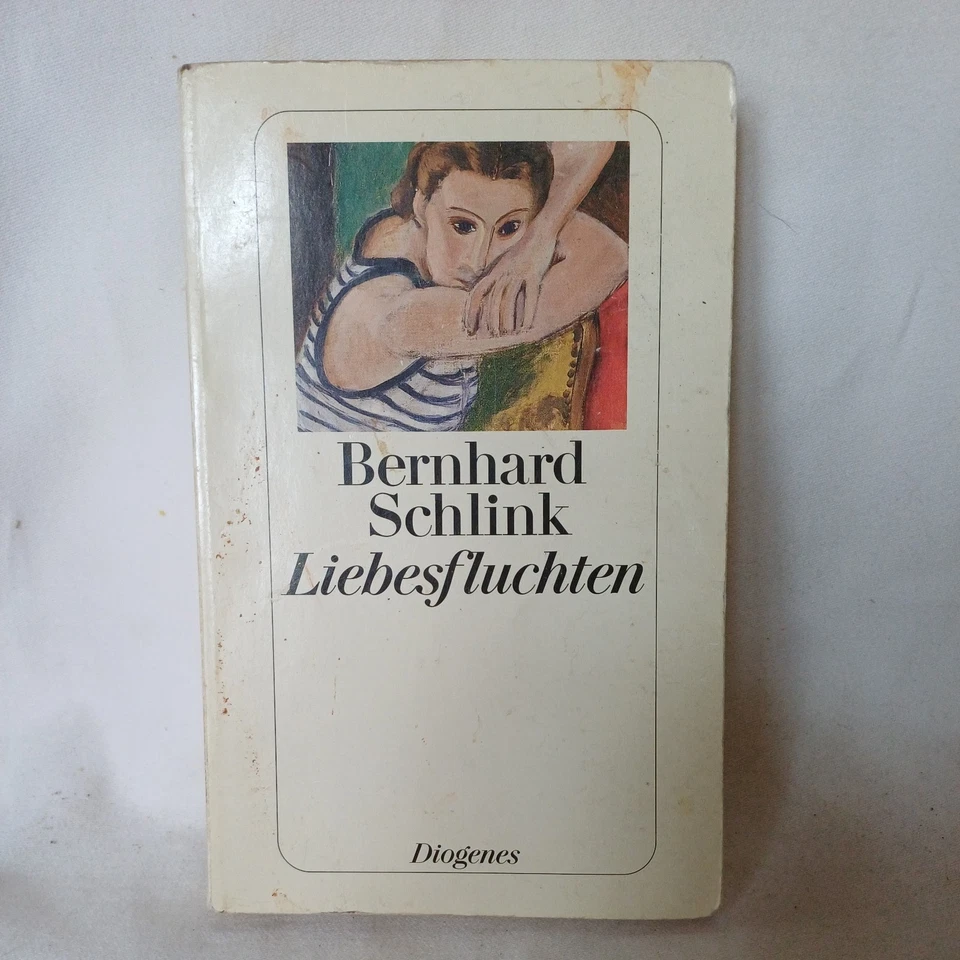 Bernhard
Schlink
Liebesfluchten
Diogenes